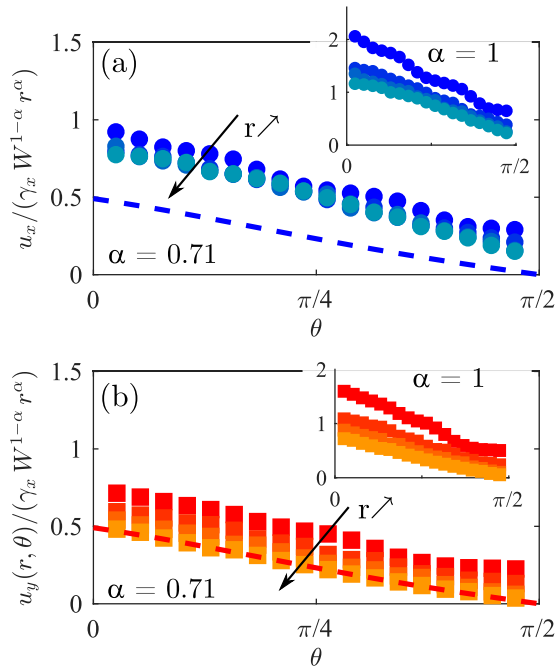 (a)
α = 1
2
1
0
0
π/2
r↗
α = 0.71
1.5
1
0.5
0
0
π/4
π/2
θ
u_x/(γ_x W^{1−α} r^α)
(b)
α = 1
2
1
0
0
π/2
r↗
α = 0.71
1.5
1
0.5
0
0
π/4
π/2
θ
u_y(r, θ)/(γ_x W^{1−α} r^α)